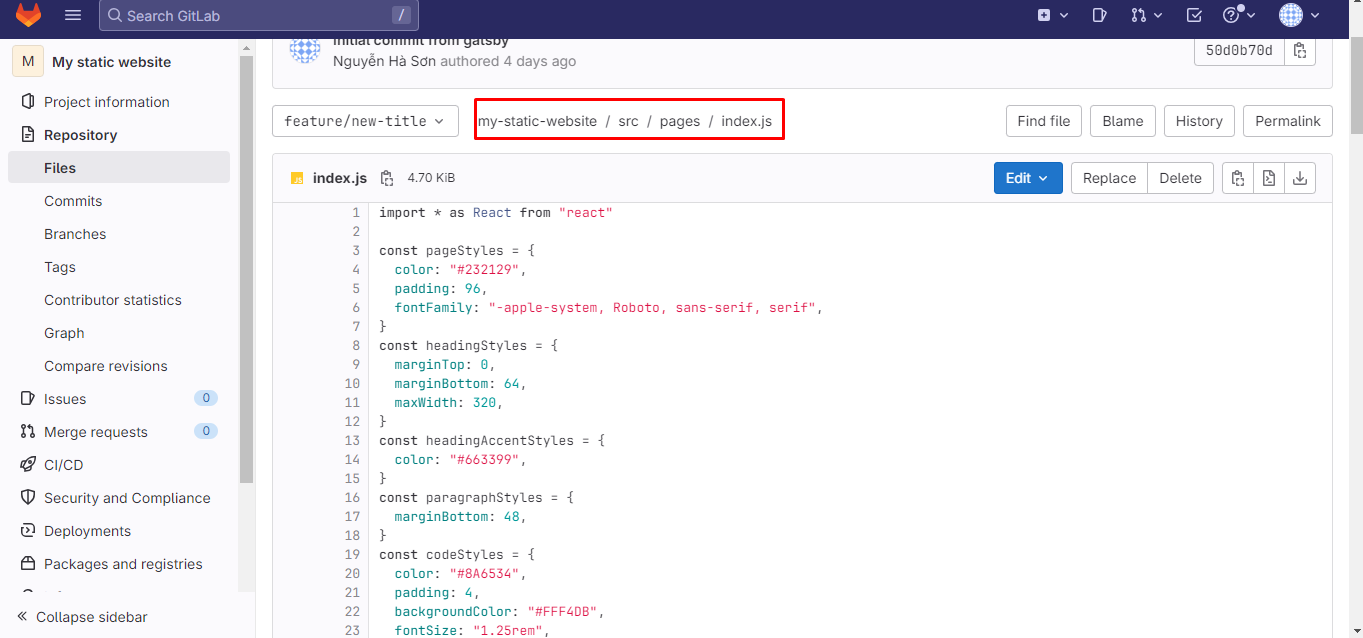 Search GitLab /
M My static website
Project information
Repository
Files
Commits
Branches
Tags
Contributor statistics
Graph
Compare revisions
Issues 0
Merge requests 0
CI/CD
Security and Compliance
Deployments
Packages and registries
Collapse sidebar
Initial commit from gatsby
Nguyễn Hà Sơn authored 4 days ago
50d0b70d
feature/new-title
my-static-website / src / pages / index.js
Find file Blame History Permalink
JS index.js 4.70 KiB
Edit Replace Delete
1 import * as React from "react"
2
3 const pageStyles = {
4 color: "#232129",
5 padding: 96,
6 fontFamily: "-apple-system, Roboto, sans-serif, serif",
7 }
8 const headingStyles = {
9 marginTop: 0,
10 marginBottom: 64,
11 maxWidth: 320,
12 }
13 const headingAccentStyles = {
14 color: "#663399",
15 }
16 const paragraphStyles = {
17 marginBottom: 48,
18 }
19 const codeStyles = {
20 color: "#8A6534",
21 padding: 4,
22 backgroundColor: "#FFF4DB",
23 fontSize: "1.25rem",